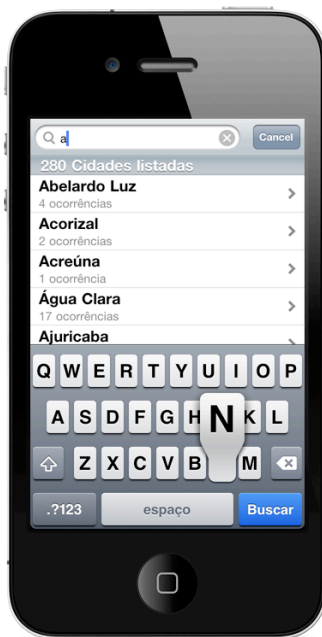 a
Cancel
280 Cidades listadas
Abelardo Luz
4 ocorrências
Acorizal
2 ocorrências
Acreúna
1 ocorrência
Água Clara
17 ocorrências
Ajuricaba
Q W E R T Y U I O P
A S D F G H N K L
Z X C V B M
.?123 espaço Buscar